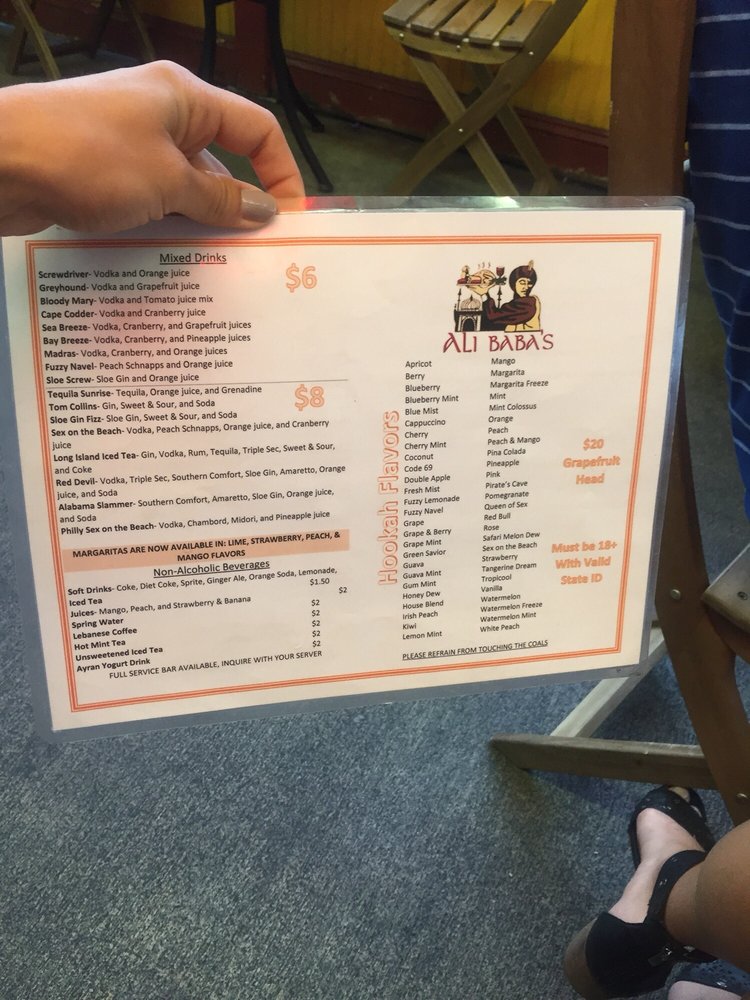 Mixed Drinks
$6
Screwdriver- Vodka and Orange juice
Greyhound- Vodka and Grapefruit juice
Bloody Mary- Vodka and Tomato juice mix
Cape Codder- Vodka and Cranberry juice
Sea Breeze- Vodka, Cranberry, and Grapefruit juices
Bay Breeze- Vodka, Cranberry, and Pineapple juices
Madras- Vodka, Cranberry, and Orange juices
Fuzzy Navel- Peach Schnapps and Orange juice
Sloe Screw- Sloe Gin and Orange juice
$8
Tequila Sunrise- Tequila, Orange juice, and Grenadine
Tom Collins- Gin, Sweet & Sour, and Soda
Sloe Gin Fizz- Sloe Gin, Sweet & Sour, and Soda
Sex on the Beach- Vodka, Peach Schnapps, Orange juice, and Cranberry
juice
Long Island Iced Tea- Gin, Vodka, Rum, Tequila, Triple Sec, Sweet & Sour,
and Coke
Red Devil- Vodka, Triple Sec, Southern Comfort, Sloe Gin, Amaretto, Orange
juice, and Soda
Alabama Slammer- Southern Comfort, Amaretto, Sloe Gin, Orange juice,
and Soda
Philly Sex on the Beach- Vodka, Chambord, Midori, and Pineapple juice
MARGARITAS ARE NOW AVAILABLE IN: LIME, STRAWBERRY, PEACH, &
MANGO FLAVORS
Non-Alcoholic Beverages
Soft Drinks- Coke, Diet Coke, Sprite, Ginger Ale, Orange Soda, Lemonade,
Iced Tea $1.50
Juices- Mango, Peach, and Strawberry & Banana $2
Spring Water $2
Lebanese Coffee $2
Hot Mint Tea $2
Unsweetened Iced Tea $2
Ayran Yogurt Drink $2
FULL SERVICE BAR AVAILABLE, INQUIRE WITH YOUR SERVER
ALI BABA'S
Hookah Flavors
Apricot
Berry
Blueberry
Blueberry Mint
Blue Mist
Cappuccino
Cherry
Cherry Mint
Coconut
Code 69
Double Apple
Fresh Mist
Fuzzy Lemonade
Fuzzy Navel
Grape
Grape & Berry
Grape Mint
Green Savior
Guava
Guava Mint
Gum Mint
Honey Dew
House Blend
Irish Peach
Kiwi
Lemon Mint
Mango
Margarita
Margarita Freeze
Mint
Mint Colossus
Orange
Peach
Peach & Mango
Pina Colada
Pineapple
Pink
Pirate's Cave
Pomegranate
Queen of Sex
Red Bull
Rose
Safari Melon Dew
Sex on the Beach
Strawberry
Tangerine Dream
Tropicool
Vanilla
Watermelon
Watermelon Freeze
Watermelon Mint
White Peach
$20
Grapefruit
Head
Must be 18+
With Valid
State ID
PLEASE REFRAIN FROM TOUCHING THE COALS